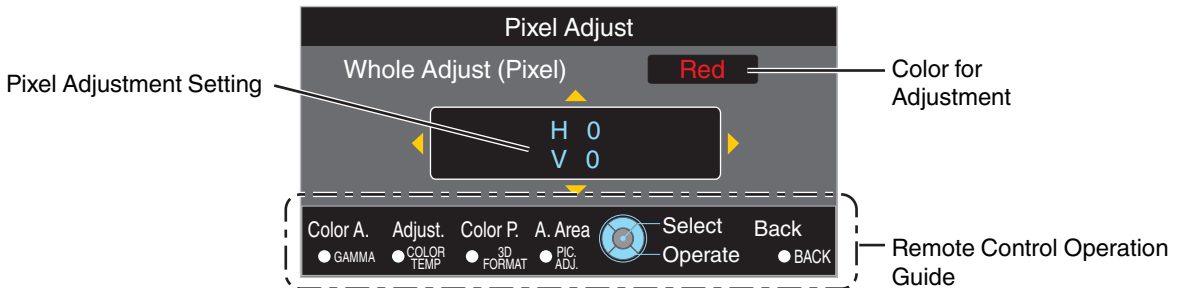 Pixel Adjust
Whole Adjust (Pixel) Red
Pixel Adjustment Setting
Color for
Adjustment
H 0
V 0
Color A. Adjust. Color P. A. Area Select Back
GAMMA COLOR TEMP 3D FORMAT PIC. ADJ. Operate BACK
Remote Control Operation
Guide